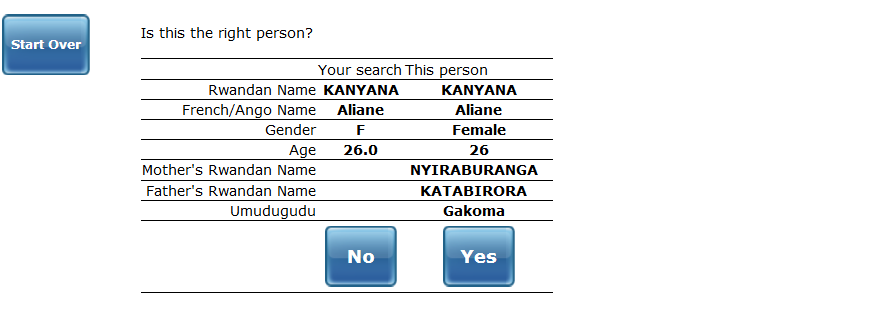 Start Over
Is this the right person?
Your search This person
Rwandan Name KANYANA KANYANA
French/Ango Name Aliane Aliane
Gender F Female
Age 26.0 26
Mother's Rwandan Name NYIRABURANGA
Father's Rwandan Name KATABIRORA
Umudugudu Gakoma
No Yes